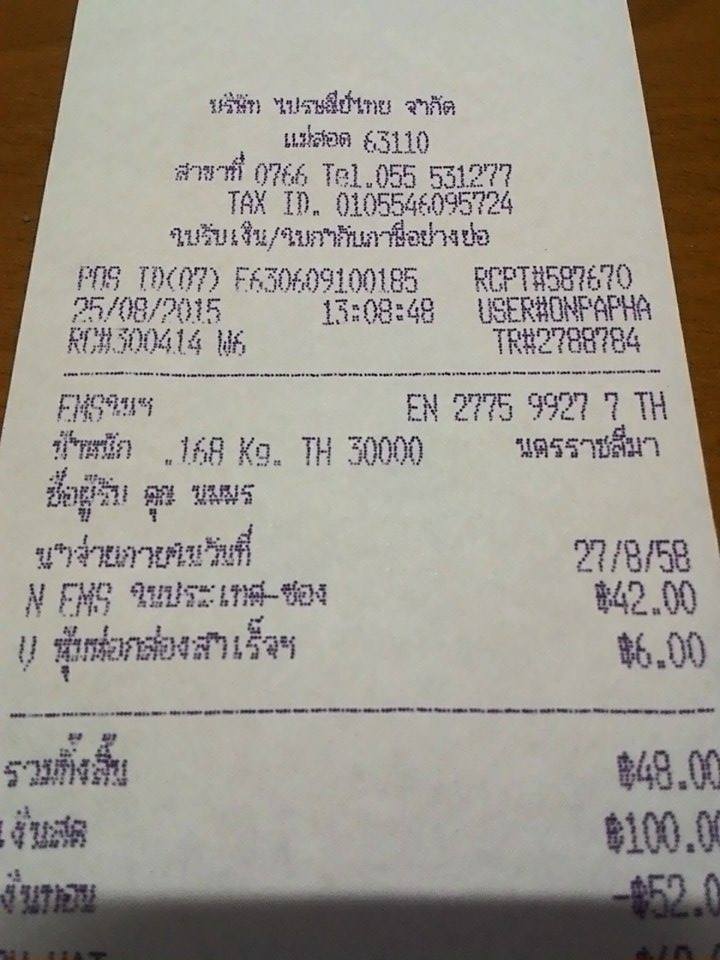 บริษัท ไปรษณีย์ไทย จำกัด
แม่สอด 63110
สาขาที่ 0766 Tel.055 531277
TAX ID. 0105546095724
ใบรับเงิน/ใบกำกับภาษีอย่างย่อ
POS ID(07) E630609100185 RCPT#587670
25/08/2015 13:08:48 USER#ONPAPHA
RC#300414 W6 TR#2788784
EMSในฯ EN 2775 9927 7 TH
น้ำหนัก .168 Kg. TH 30000 นครราชสีมา
ชื่อผู้รับ คุณ นพพร
นำจ่ายภายในวันที่ 27/8/58
N EMS ในประเทศ-ซอง ฿42.00
U หุ้มห่อกล่องสำเร็จฯ ฿6.00
รวมทั้งสิ้น ฿48.00
เงินสด ฿100.00
เงินทอน -฿52.0
VAT